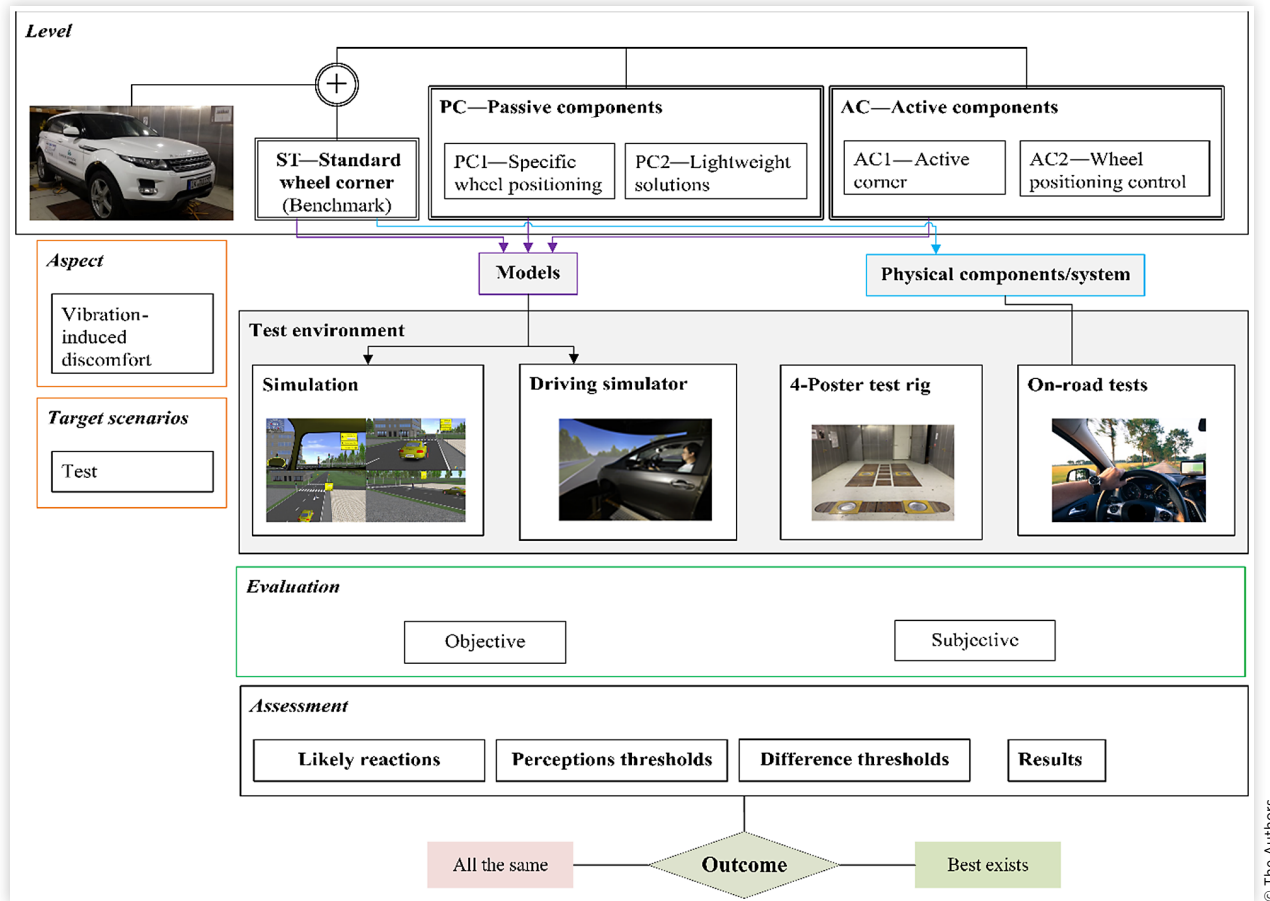 Level
PC—Passive components
AC—Active components
ST—Standard
wheel corner
(Benchmark)
PC1—Specific
wheel positioning
PC2—Lightweight
solutions
AC1—Active
corner
AC2—Wheel
positioning control
Aspect
Vibration-
induced
discomfort
Models
Physical components/system
Target scenarios
Test
Test environment
Simulation
Driving simulator
4-Poster test rig
On-road tests
Evaluation
Objective
Subjective
Assessment
Likely reactions
Perceptions thresholds
Difference thresholds
Results
All the same
Outcome
Best exists
© The Authors